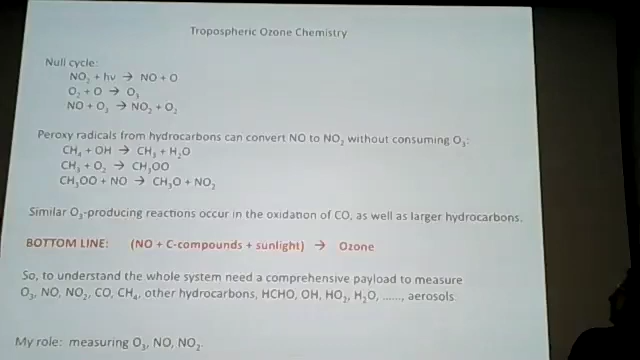 Tropospheric Ozone Chemistry
Null cycle:
NO₂ + hν → NO + O
O₂ + O → O₃
NO + O₃ → NO₂ + O₂
Peroxy radicals from hydrocarbons can convert NO to NO₂ without consuming O₃:
CH₄ + OH → CH₃ + H₂O
CH₃ + O₂ → CH₃OO
CH₃OO + NO → CH₃O + NO₂
Similar O₃-producing reactions occur in the oxidation of CO, as well as larger hydrocarbons.
BOTTOM LINE: (NO + C-compounds + sunlight) → Ozone
So, to understand the whole system need a comprehensive payload to measure
O₃, NO, NO₂, CO, CH₄, other hydrocarbons, HCHO, OH, HO₂, H₂O, ......, aerosols.
My role: measuring O₃, NO, NO₂.